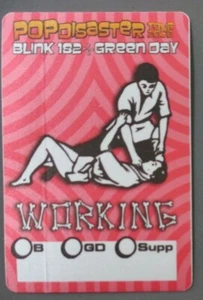 POPDisaster
BLINK 182 GREEN DAY
WORKING
B GD Supp